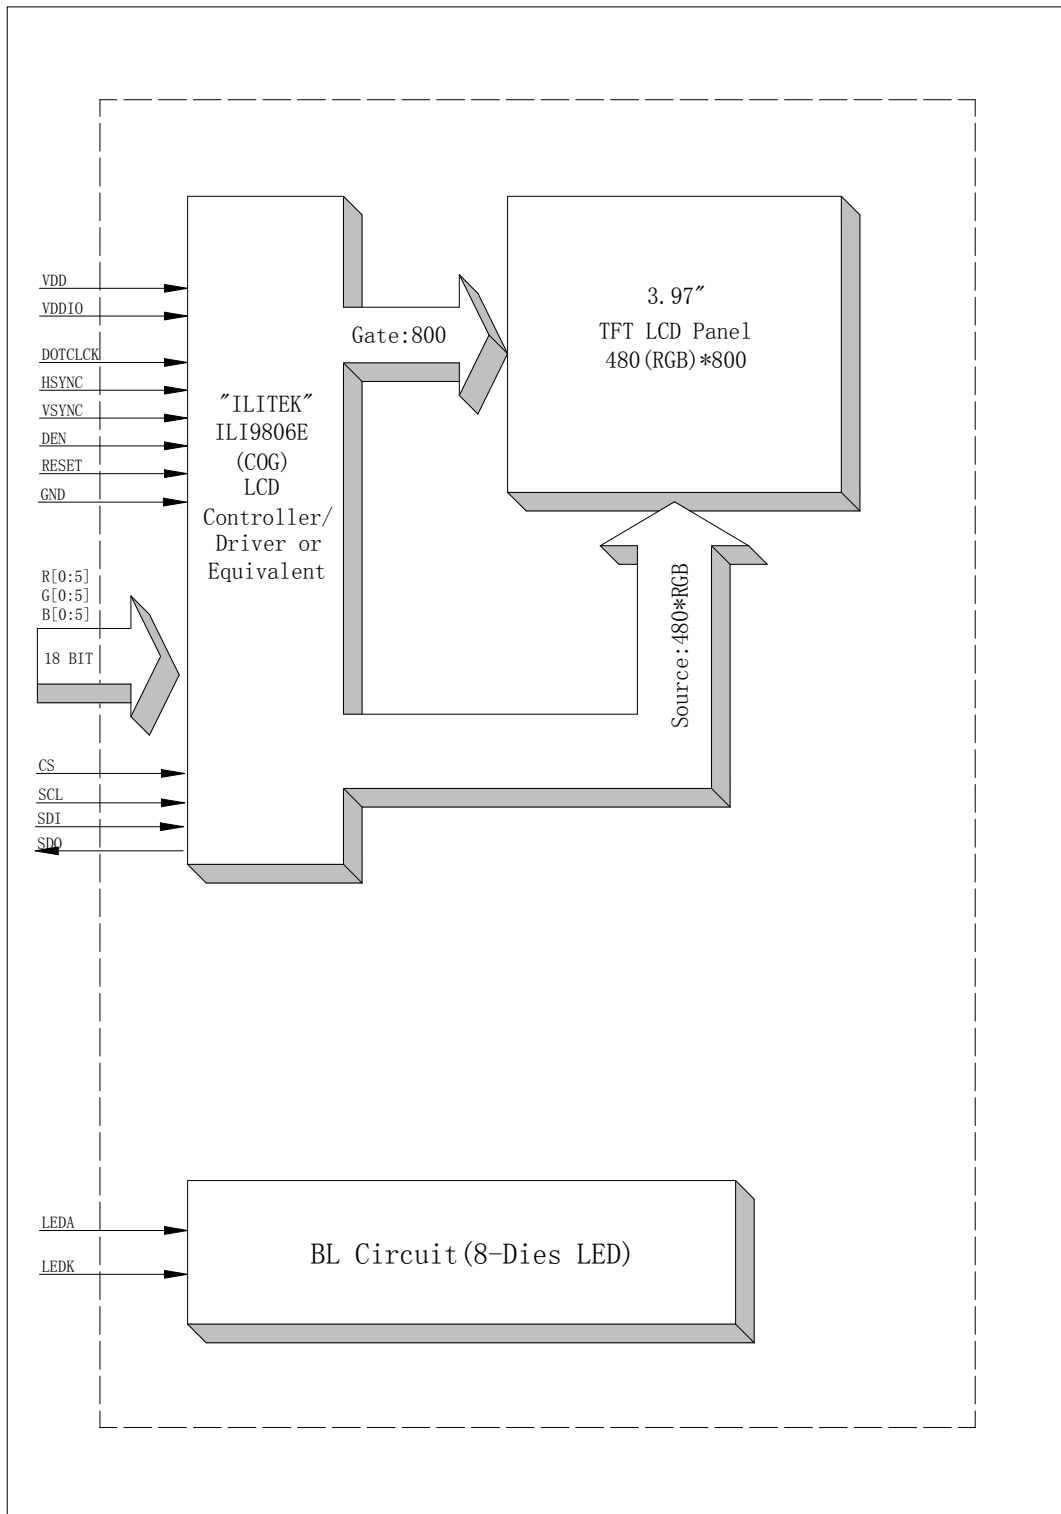 VDD
VDDIO
DOTCLCK
HSYNC
VSYNC
DEN
RESET
GND
R[0:5]
G[0:5]
B[0:5]
18 BIT
CS
SCL
SDI
SDO
"ILITEK"
ILI9806E
(COG)
LCD
Controller/
Driver or
Equivalent
Gate:800
3.97"
TFT LCD Panel
480(RGB)*800
Source:480*RGB
LEDA
LEDK
BL Circuit(8-Dies LED)